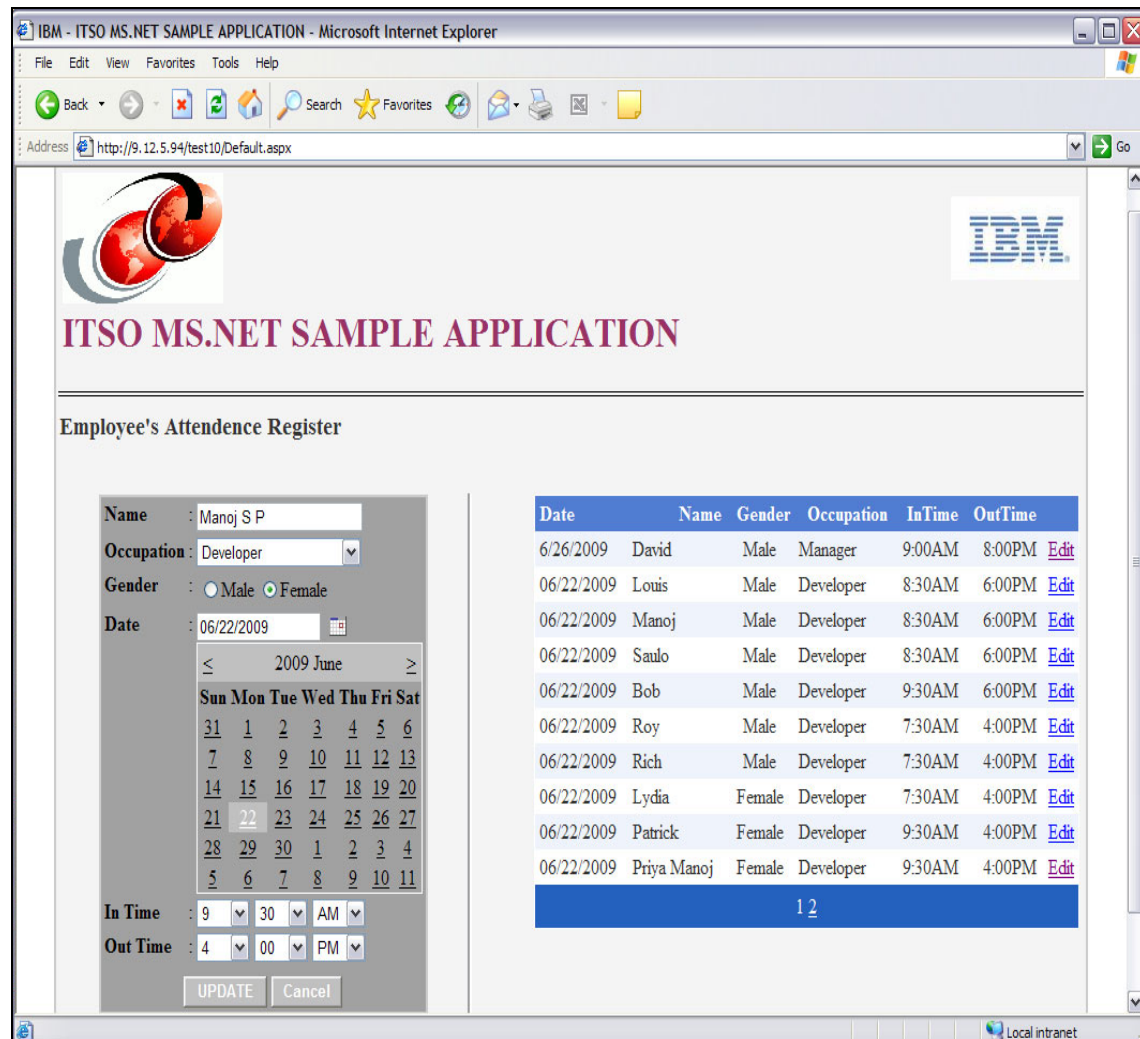 IBM - ITSO MS.NET SAMPLE APPLICATION - Microsoft Internet Explorer
File Edit View Favorites Tools Help
Back Search Favorites
Address http://9.12.5.94/test10/Default.aspx Go
IBM.
ITSO MS.NET SAMPLE APPLICATION
Employee's Attendence Register
Name : Manoj S P
Occupation : Developer
Gender : Male Female
Date : 06/22/2009
< 2009 June >
Sun Mon Tue Wed Thu Fri Sat
31 1 2 3 4 5 6
7 8 9 10 11 12 13
14 15 16 17 18 19 20
21 22 23 24 25 26 27
28 29 30 1 2 3 4
5 6 7 8 9 10 11
In Time : 9 30 AM
Out Time : 4 00 PM
UPDATE Cancel
Date Name Gender Occupation InTime OutTime
6/26/2009 David Male Manager 9:00AM 8:00PM Edit
06/22/2009 Louis Male Developer 8:30AM 6:00PM Edit
06/22/2009 Manoj Male Developer 8:30AM 6:00PM Edit
06/22/2009 Saulo Male Developer 8:30AM 6:00PM Edit
06/22/2009 Bob Male Developer 9:30AM 6:00PM Edit
06/22/2009 Roy Male Developer 7:30AM 4:00PM Edit
06/22/2009 Rich Male Developer 7:30AM 4:00PM Edit
06/22/2009 Lydia Female Developer 7:30AM 4:00PM Edit
06/22/2009 Patrick Female Developer 9:30AM 4:00PM Edit
06/22/2009 Priya Manoj Female Developer 9:30AM 4:00PM Edit
1 2
Local intranet